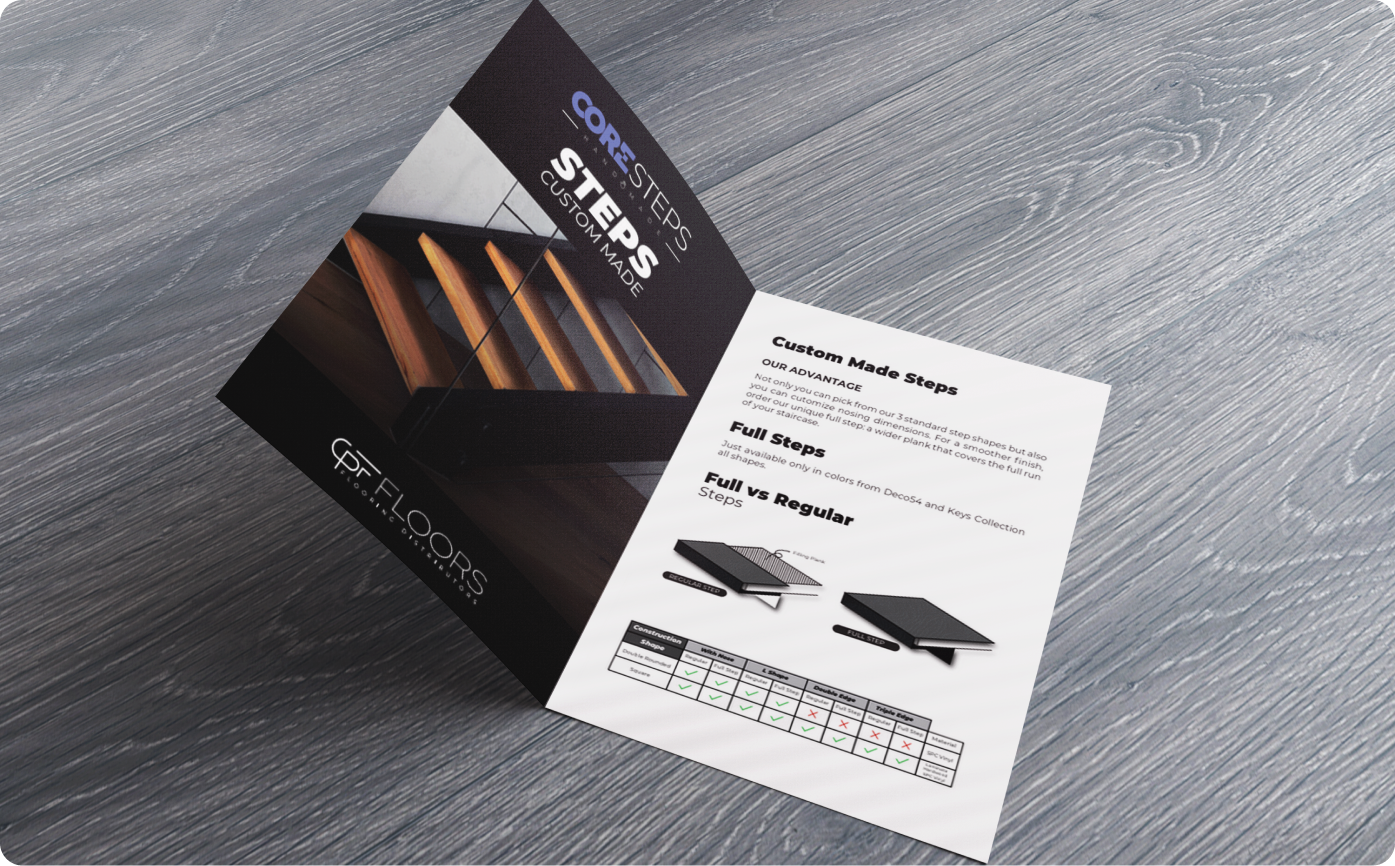 CORE STEPS
HANDMADE
STEPS
CUSTOM MADE
CPF FLOORS
FLOORING DISTRIBUTORS
Custom Made Steps
OUR ADVANTAGE
Not only you can pick from our 3 standard step shapes but also
you can cutomize nosing dimensions. For a smoother finish,
order our unique full step: a wider plank that covers the full run
of your staircase.
Full Steps
Just available only in colors from Deco54 and Keys Collection
all shapes.
Full vs Regular
Steps
Filling Plank
REGULAR STEP
FULL STEP
Construction With Nose L Shape Double Edge Triple Edge
Shape Regular Full Step Regular Full Step Regular Full Step Regular Full Step Material
Double Rounded ✓ ✓ ✓ ✓ ✗ ✗ ✗ ✗ SPC Vinyl
Square ✓ ✓ ✓ ✓ ✓ ✓ ✓ ✓